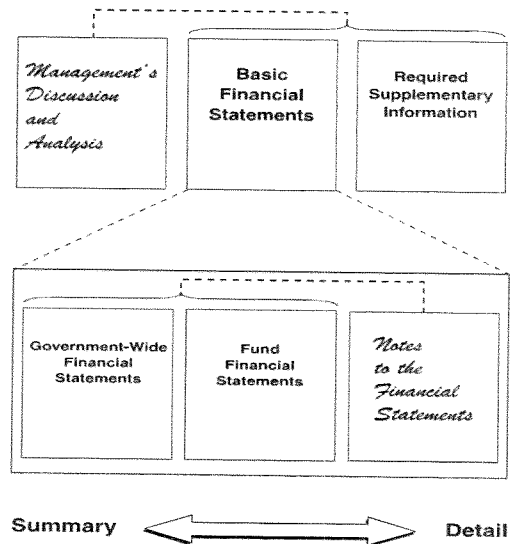 Management's
Discussion
and
Analysis
Basic
Financial
Statements
Required
Supplementary
Information
Government-Wide
Financial
Statements
Fund
Financial
Statements
Notes
to the
Financial
Statements
Summary
Detail